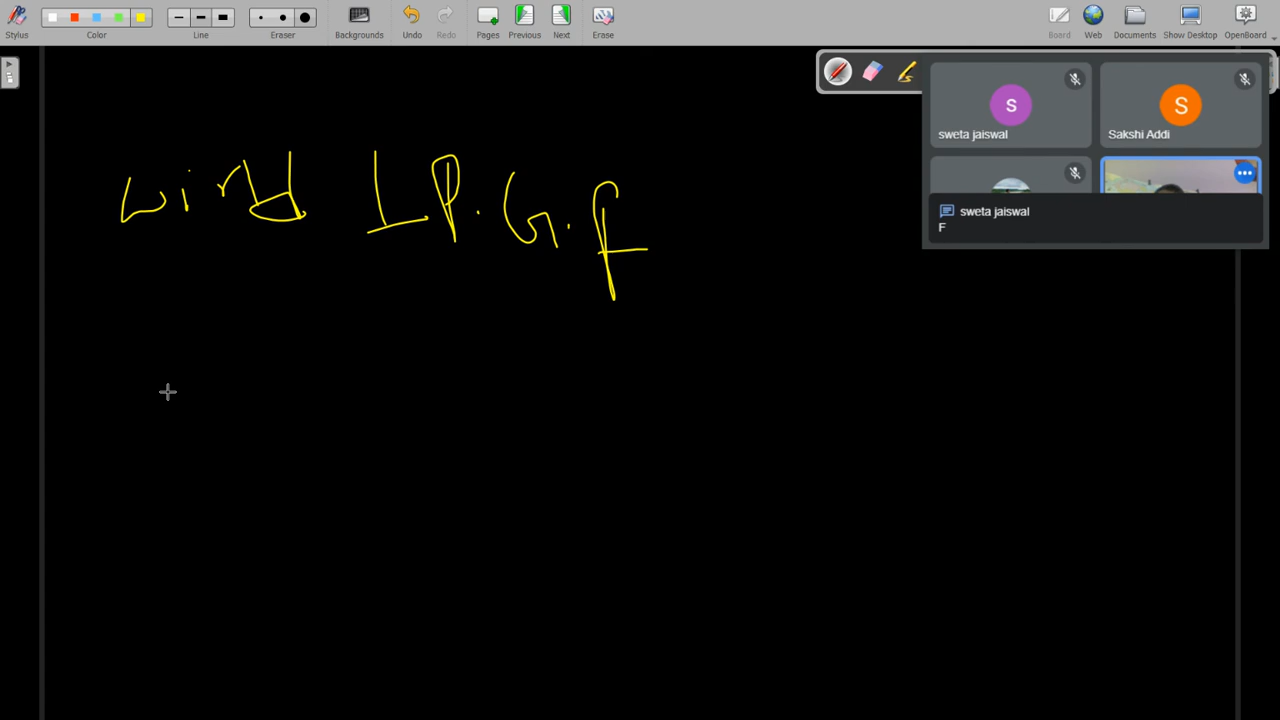 Stylus
Color
Line
Eraser
Backgrounds
Undo
Redo
Pages
Previous
Next
Erase
Board
Web
Documents
Show Desktop
OpenBoard
s
sweta jaiswal
S
Sakshi Addi
sweta jaiswal
F
wind L P. G. f